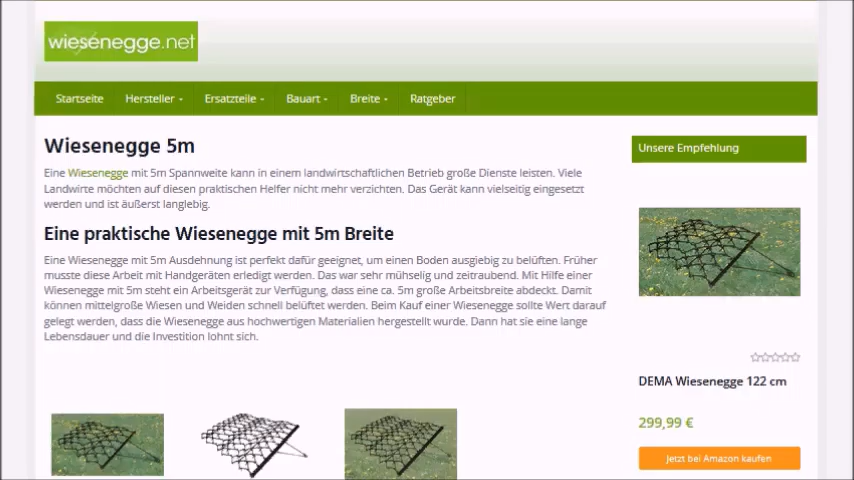 wiesenegge.net
Startseite Hersteller Ersatzteile Bauart Breite Ratgeber
Wiesenegge 5m
Eine Wiesenegge mit 5m Spannweite kann in einem landwirtschaftlichen Betrieb große Dienste leisten. Viele
Landwirte möchten auf diesen praktischen Helfer nicht mehr verzichten. Das Gerät kann vielseitig eingesetzt
werden und ist äußerst langlebig.
Eine praktische Wiesenegge mit 5m Breite
Eine Wiesenegge mit 5m Ausdehnung ist perfekt dafür geeignet, um einen Boden ausgiebig zu belüften. Früher
musste diese Arbeit mit Handgeräten erledigt werden. Das war sehr mühselig und zeitraubend. Mit Hilfe einer
Wiesenegge mit 5m steht ein Arbeitsgerät zur Verfügung, dass eine ca. 5m große Arbeitsbreite abdeckt. Damit
können mittelgroße Wiesen und Weiden schnell belüftet werden. Beim Kauf einer Wiesenegge sollte Wert darauf
gelegt werden, dass die Wiesenegge aus hochwertigen Materialien hergestellt wurde. Dann hat sie eine lange
Lebensdauer und die Investition lohnt sich.
Unsere Empfehlung
DEMA Wiesenegge 122 cm
299,99 €
Jetzt bei Amazon kaufen